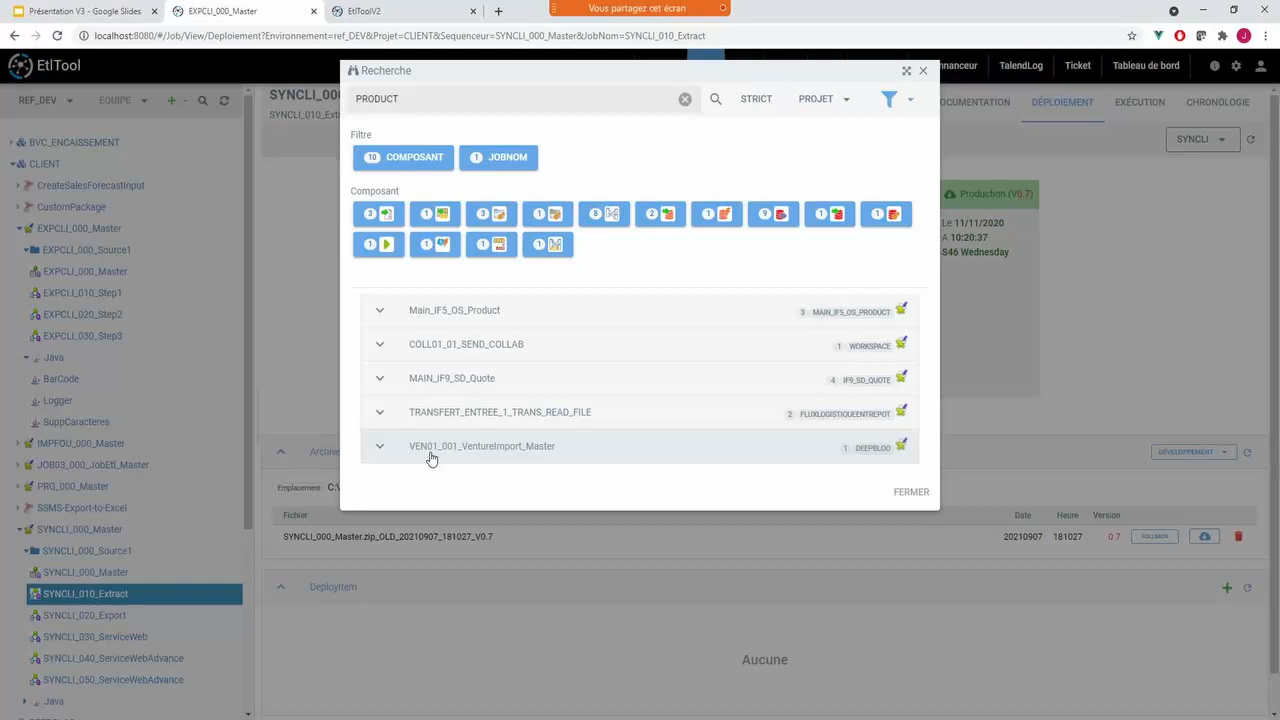 Présentation V3 - Google Slides
EXPCLI_000_Master
EtlToolV2
Vous partagez cet écran
localhost:8080/#/Job/View/Deploiement?Environnement=ref_DEV&Projet=CLIENT&Sequenceur=SYNCLI_000_Master&JobNom=SYNCLI_010_Extract
EtlTool
nanceur
TalendLog
Ticket
Tableau de bord
REF_DEV
EQUIPE
BVC_ENCAISSEMENT
CLIENT
CreateSalesForecastInput
CustomPackage
EXPCLI_000_Master
EXPCLI_000_Source1
EXPCLI_000_Master
EXPCLI_010_Step1
EXPCLI_020_Step2
EXPCLI_030_Step3
Java
BarCode
Logger
SuppCaracteres
IMPFOU_000_Master
JOB03_000_JobEtl_Master
PRG_000_Master
SSMS-Export-to-Excel
SYNCLI_000_Master
SYNCLI_000_Source1
SYNCLI_000_Master
SYNCLI_010_Extract
SYNCLI_020_Export
SYNCLI_030_ServiceWeb
SYNCLI_040_ServiceWebAdvance
SYNCLI_050_ServiceWebAdvance
Java
SYNCLI_00
SYNCLI_010_Extr
OCUMENTATION
DÉPLOIEMENT
EXÉCUTION
CHRONOLOGIE
SYNCLI
Production (V0.7)
Le 11/11/2020
10:20:37
S46 Wednesday
Recherche
PRODUCT
STRICT
PROJET
Filtre
10 COMPOSANT
1 JOBNOM
Composant
3 1 3 1 8 2 1 9 1 1
1 1 1 1
Main_IF5_OS_Product 3 MAIN_IF5_OS_PRODUCT
COLL01_01_SEND_COLLAB 1 WORKSPACE
MAIN_IF9_SD_Quote 4 IF9_SD_QUOTE
TRANSFERT_ENTREE_1_TRANS_READ_FILE 2 FLUXLOGISTIQUEENTREPOT
VEN01_001_VentureImport_Master 1 DEEPBLOO
FERMER
Archive
DÉVELOPPEMENT
Emplacement C:\
Fichier Date Heure Version
SYNCLI_000_Master.zip_OLD_20210907_181027_V0.7 20210907 181027 0.7 ROLLBACK
DeployItem
Aucune